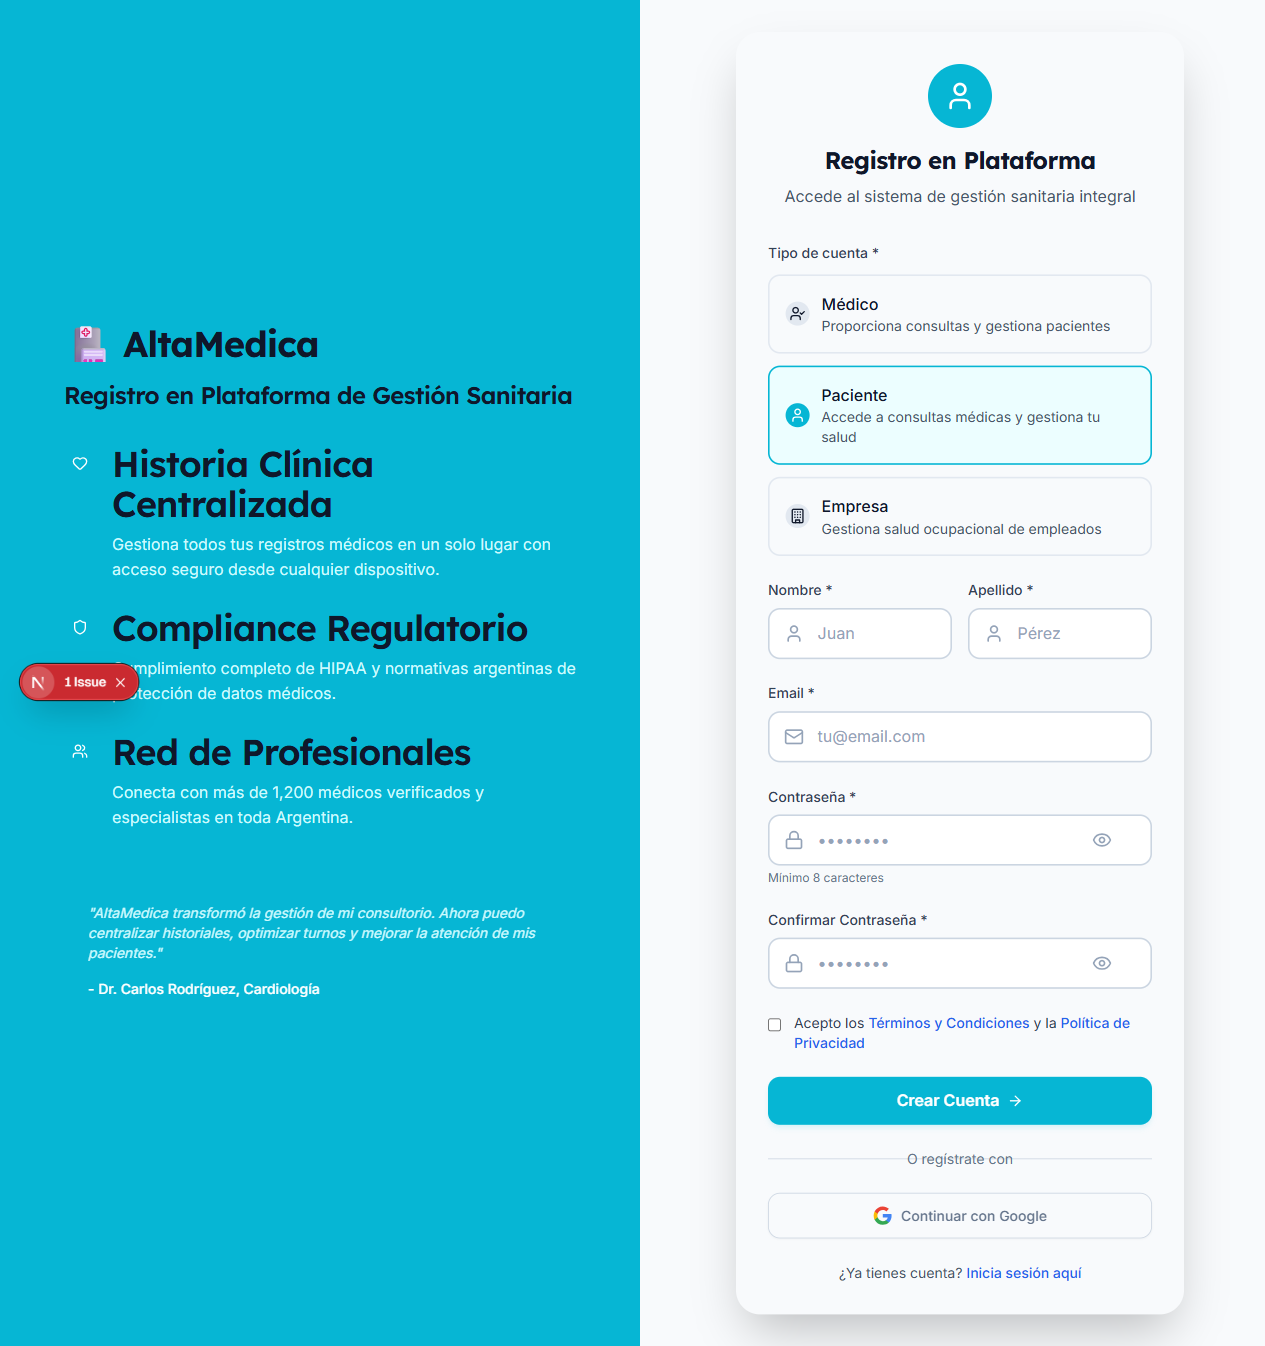 AltaMedica
Registro en Plataforma de Gestión Sanitaria
Historia Clínica
Centralizada
Gestiona todos tus registros médicos en un solo lugar con
acceso seguro desde cualquier dispositivo.
Compliance Regulatorio
mplimiento completo de HIPAA y normativas argentinas de
tección de datos médicos.
N 1 Issue
Red de Profesionales
Conecta con más de 1,200 médicos verificados y
especialistas en toda Argentina.
"AltaMedica transformó la gestión de mi consultorio. Ahora puedo
centralizar historiales, optimizar turnos y mejorar la atención de mis
pacientes."
- Dr. Carlos Rodríguez, Cardiología
Registro en Plataforma
Accede al sistema de gestión sanitaria integral
Tipo de cuenta *
Médico
Proporciona consultas y gestiona pacientes
Paciente
Accede a consultas médicas y gestiona tu
salud
Empresa
Gestiona salud ocupacional de empleados
Nombre * Apellido *
Juan Pérez
Email *
tu@email.com
Contraseña *
••••••••
Mínimo 8 caracteres
Confirmar Contraseña *
••••••••
Acepto los Términos y Condiciones y la Política de
Privacidad
Crear Cuenta →
O regístrate con
Continuar con Google
¿Ya tienes cuenta? Inicia sesión aquí